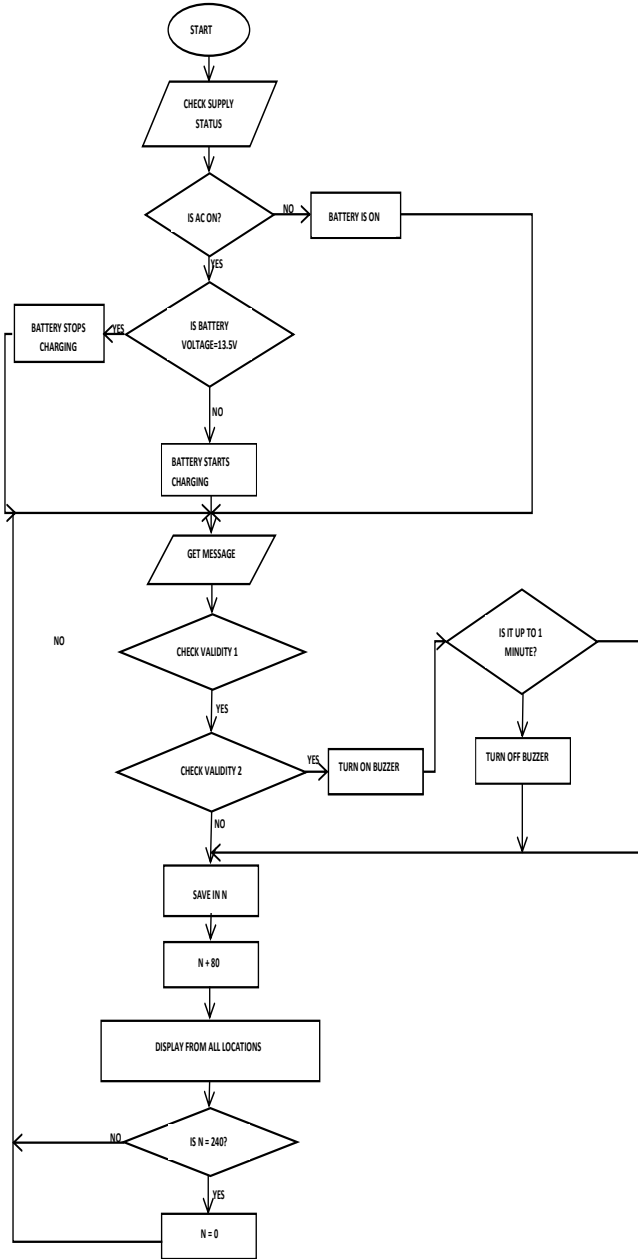 START
CHECK SUPPLY
STATUS
IS AC ON?
NO
BATTERY IS ON
YES
IS BATTERY
VOLTAGE=13.5V
YES
BATTERY STOPS
CHARGING
NO
BATTERY STARTS
CHARGING
GET MESSAGE
NO
CHECK VALIDITY 1
IS IT UP TO 1
MINUTE?
YES
CHECK VALIDITY 2
YES
TURN ON BUZZER
TURN OFF BUZZER
NO
SAVE IN N
N + 80
DISPLAY FROM ALL LOCATIONS
NO
IS N = 240?
YES
N = 0